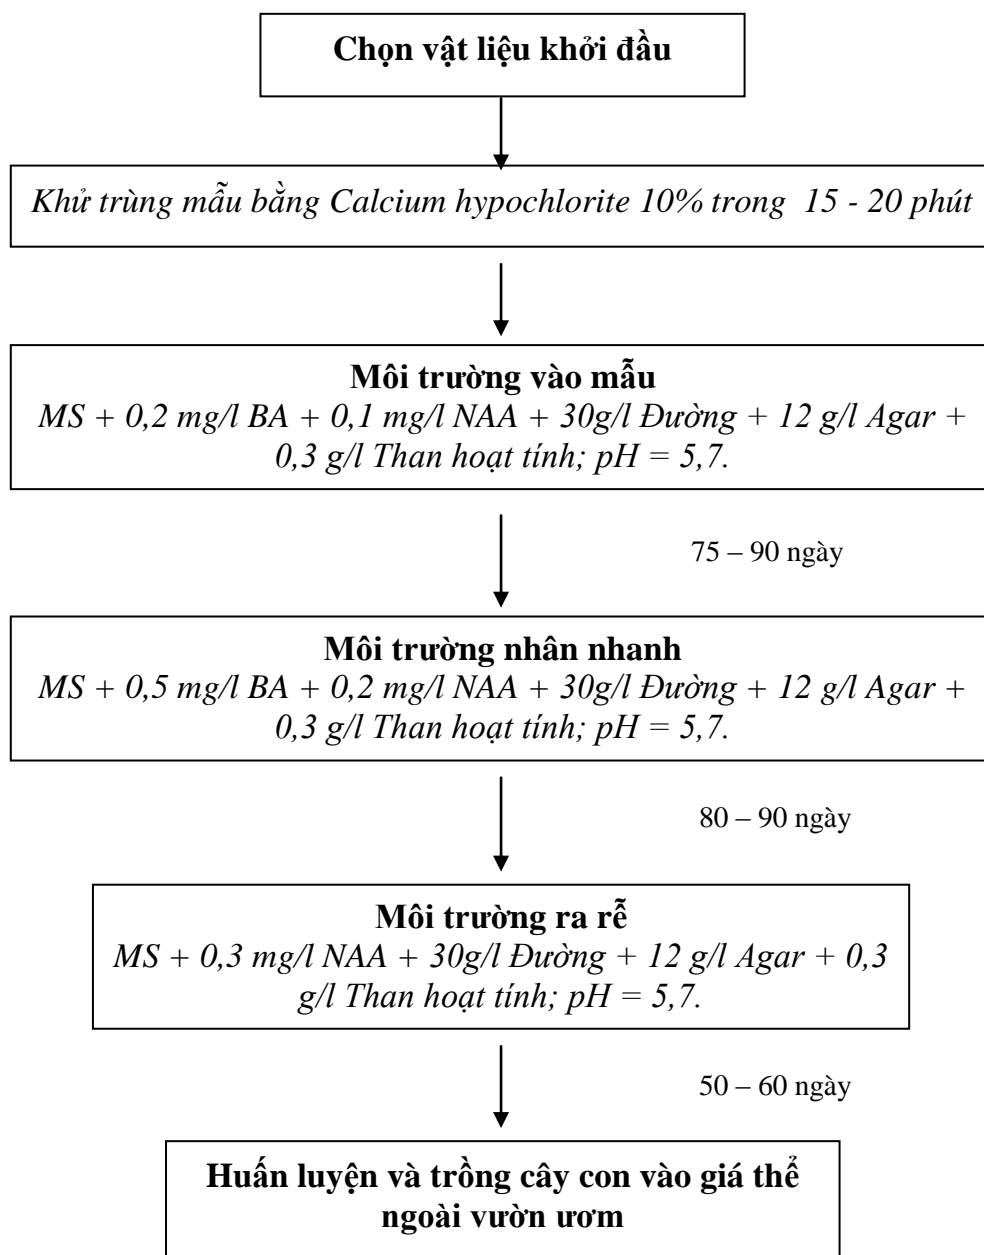 Chọn vật liệu khởi đầu
Khử trùng mẫu bằng Calcium hypochlorite 10% trong 15 - 20 phút
Môi trường vào mẫu
MS + 0,2 mg/l BA + 0,1 mg/l NAA + 30g/l Đường + 12 g/l Agar +
0,3 g/l Than hoạt tính; pH = 5,7.
75 – 90 ngày
Môi trường nhân nhanh
MS + 0,5 mg/l BA + 0,2 mg/l NAA + 30g/l Đường + 12 g/l Agar +
0,3 g/l Than hoạt tính; pH = 5,7.
80 – 90 ngày
Môi trường ra rễ
MS + 0,3 mg/l NAA + 30g/l Đường + 12 g/l Agar + 0,3
g/l Than hoạt tính; pH = 5,7.
50 – 60 ngày
Huấn luyện và trồng cây con vào giá thể
ngoài vườn ươm